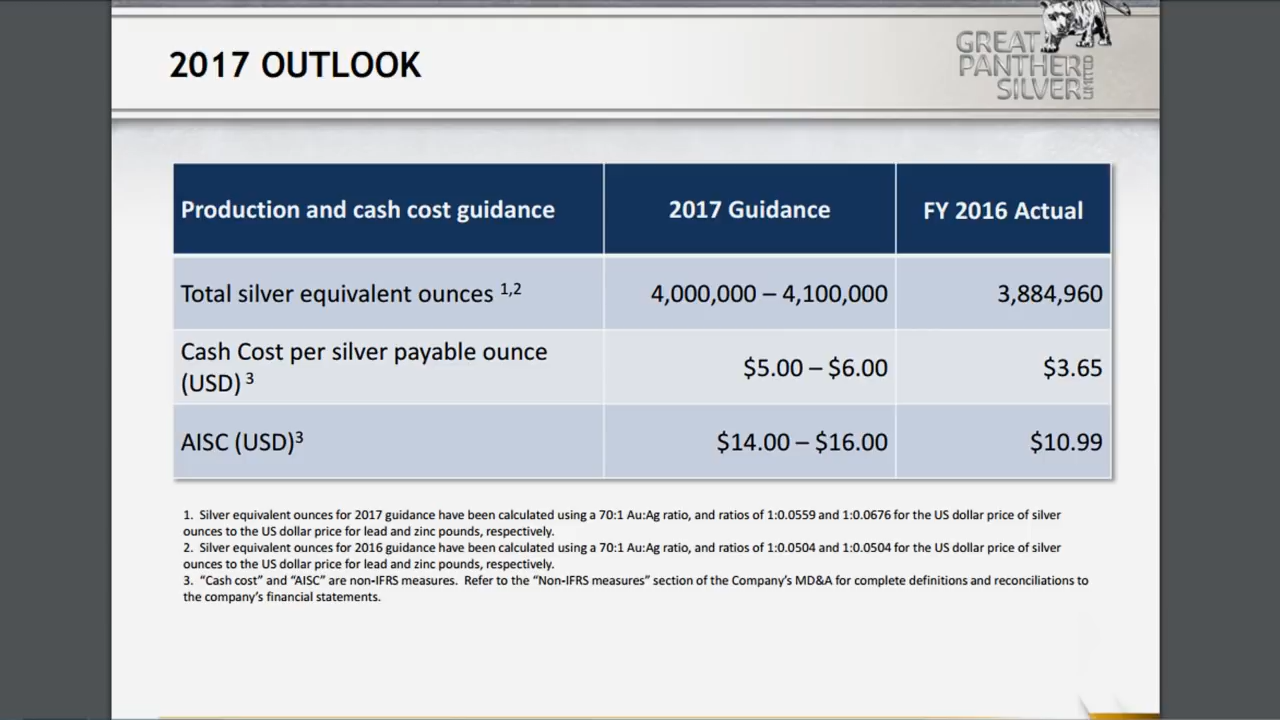 2017 OUTLOOK
GREAT
PANTHER
SILVER
LIMITED
Production and cash cost guidance
2017 Guidance
FY 2016 Actual
Total silver equivalent ounces 1,2
4,000,000 – 4,100,000
3,884,960
Cash Cost per silver payable ounce
(USD) 3
$5.00 – $6.00
$3.65
AISC (USD)3
$14.00 – $16.00
$10.99
1. Silver equivalent ounces for 2017 guidance have been calculated using a 70:1 Au:Ag ratio, and ratios of 1:0.0559 and 1:0.0676 for the US dollar price of silver
ounces to the US dollar price for lead and zinc pounds, respectively.
2. Silver equivalent ounces for 2016 guidance have been calculated using a 70:1 Au:Ag ratio, and ratios of 1:0.0504 and 1:0.0504 for the US dollar price of silver
ounces to the US dollar price for lead and zinc pounds, respectively.
3. “Cash cost” and “AISC” are non-IFRS measures. Refer to the “Non-IFRS measures” section of the Company’s MD&A for complete definitions and reconciliations to
the company’s financial statements.